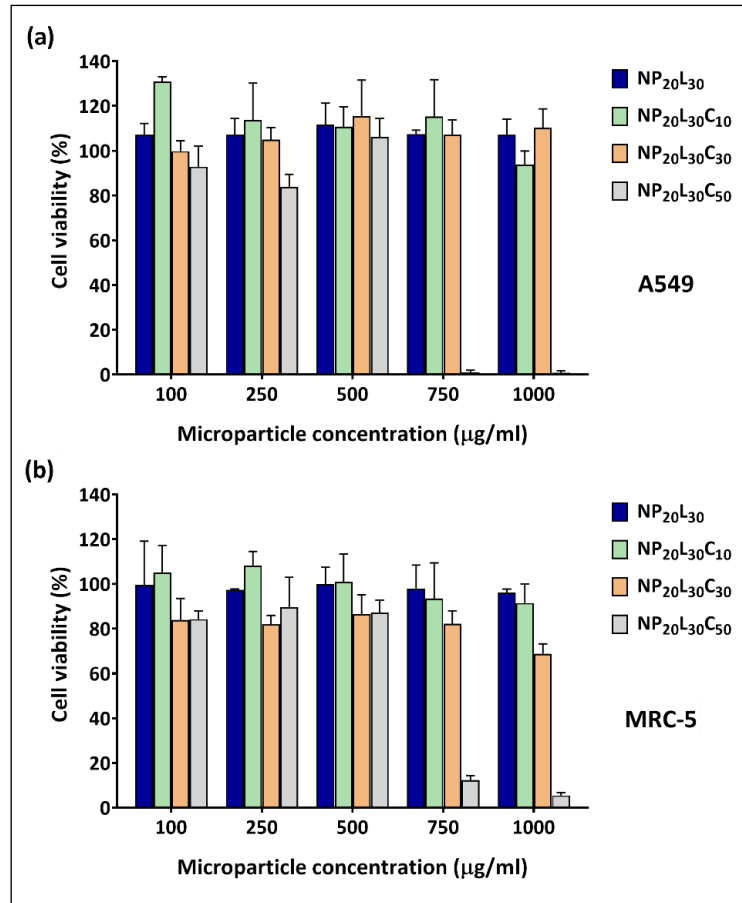 (a)
140
120
100
80
60
40
20
0
Cell viability (%)
100 250 500 750 1000
Microparticle concentration (μg/ml)
NP₂₀L₃₀
NP₂₀L₃₀C₁₀
NP₂₀L₃₀C₃₀
NP₂₀L₃₀C₅₀
A549
(b)
140
120
100
80
60
40
20
0
Cell viability (%)
100 250 500 750 1000
Microparticle concentration (μg/ml)
NP₂₀L₃₀
NP₂₀L₃₀C₁₀
NP₂₀L₃₀C₃₀
NP₂₀L₃₀C₅₀
MRC-5